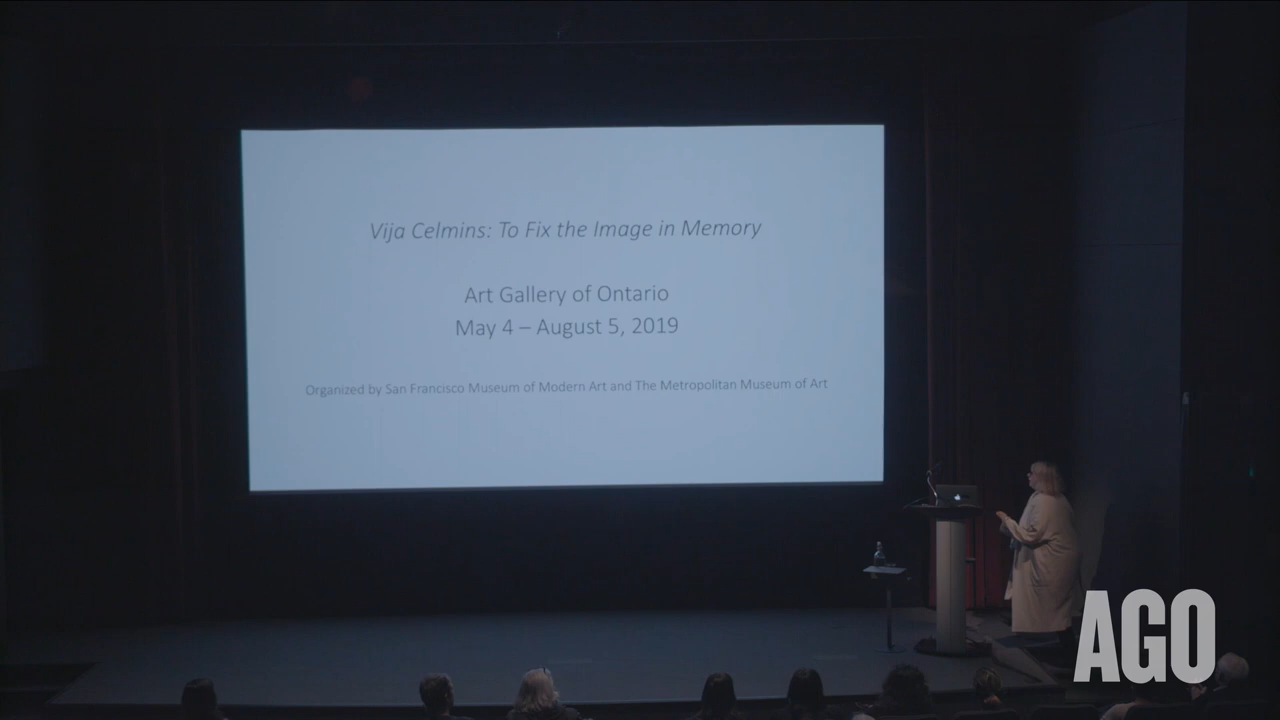 Vija Celmins: To Fix the Image in Memory
Art Gallery of Ontario
May 4 – August 5, 2019
Organized by San Francisco Museum of Modern Art and The Metropolitan Museum of Art
AGO